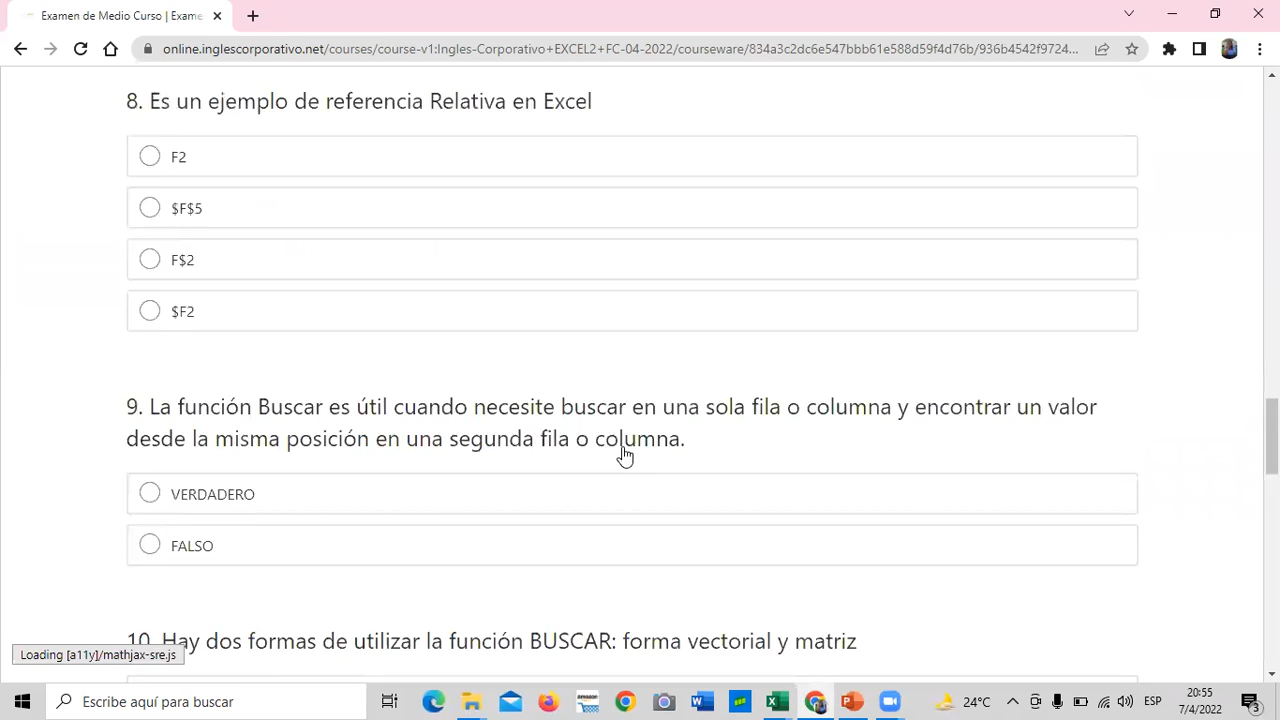 Examen de Medio Curso | Exame
online.inglescorporativo.net/courses/course-v1:Ingles-Corporativo+EXCEL2+FC-04-2022/courseware/834a3c2dc6e547bbb61e588d59f4d76b/936b4542f9724...
8. Es un ejemplo de referencia Relativa en Excel
F2
$F$5
F$2
$F2
9. La función Buscar es útil cuando necesite buscar en una sola fila o columna y encontrar un valor
desde la misma posición en una segunda fila o columna.
VERDADERO
FALSO
10. Hay dos formas de utilizar la función BUSCAR: forma vectorial y matriz
Loading [a11y]/mathjax-sre.js
Escribe aquí para buscar
24°C
ESP
20:55
7/4/2022
3